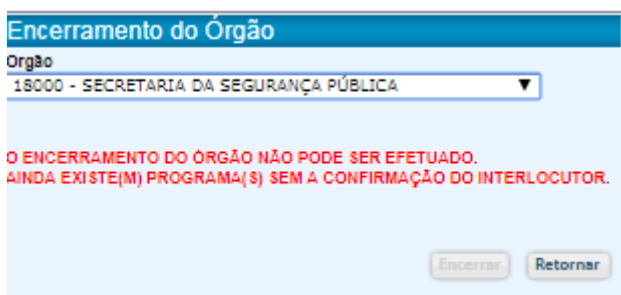 Encerramento do Órgão
Orgão
18000 - SECRETARIA DA SEGURANÇA PÚBLICA
O ENCERRAMENTO DO ÓRGÃO NÃO PODE SER EFETUADO.
AINDA EXISTE(M) PROGRAMA(S) SEM A CONFIRMAÇÃO DO INTERLOCUTOR.
Encerrar Retornar